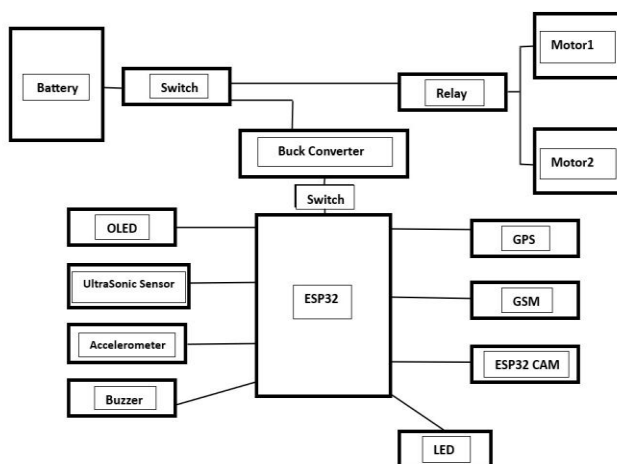 Motor1
Battery
Switch
Relay
Buck Converter
Motor2
Switch
OLED
GPS
UltraSonic Sensor
ESP32
GSM
Accelerometer
ESP32 CAM
Buzzer
LED